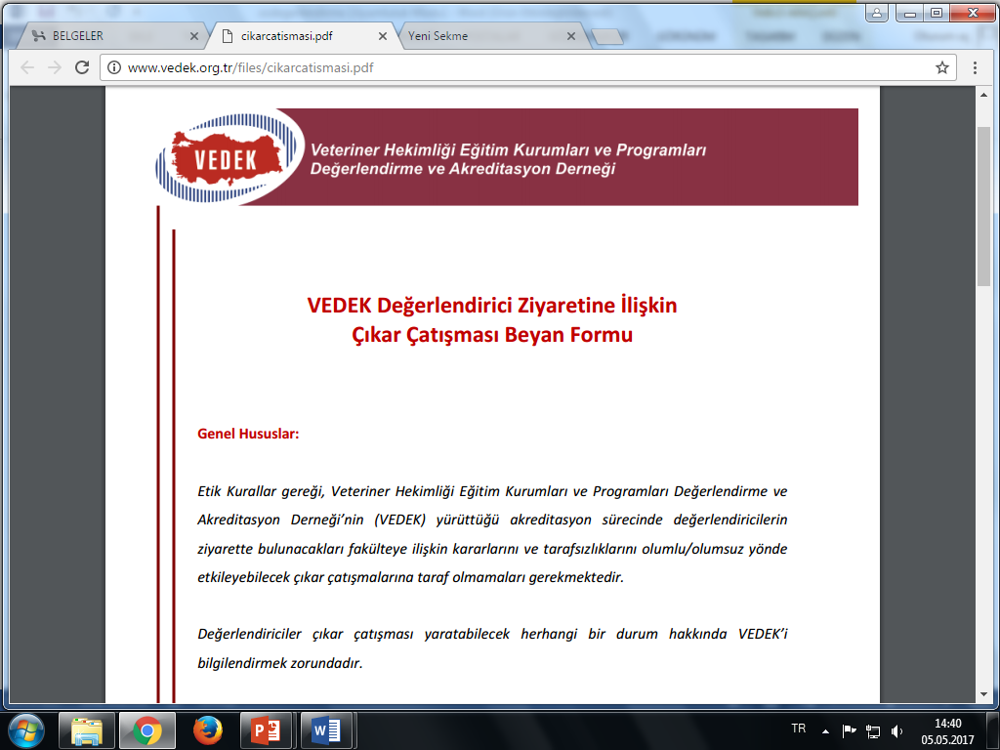 BELGELER
cikarcatismasi.pdf
Yeni Sekme
www.vedek.org.tr/files/cikarcatismasi.pdf
VEDEK
Veteriner Hekimliği Eğitim Kurumları ve Programları
Değerlendirme ve Akreditasyon Derneği
VEDEK Değerlendirici Ziyaretine İlişkin
Çıkar Çatışması Beyan Formu
Genel Hususlar:
Etik Kurallar gereği, Veteriner Hekimliği Eğitim Kurumları ve Programları Değerlendirme ve
Akreditasyon Derneği’nin (VEDEK) yürüttüğü akreditasyon sürecinde değerlendiricilerin
ziyarette bulunacakları fakülteye ilişkin kararlarını ve tarafsızlıklarını olumlu/olumsuz yönde
etkileyebilecek çıkar çatışmalarına taraf olmamaları gerekmektedir.
Değerlendiriciler çıkar çatışması yaratabilecek herhangi bir durum hakkında VEDEK’i
bilgilendirmek zorundadır.
TR
14:40
05.05.2017